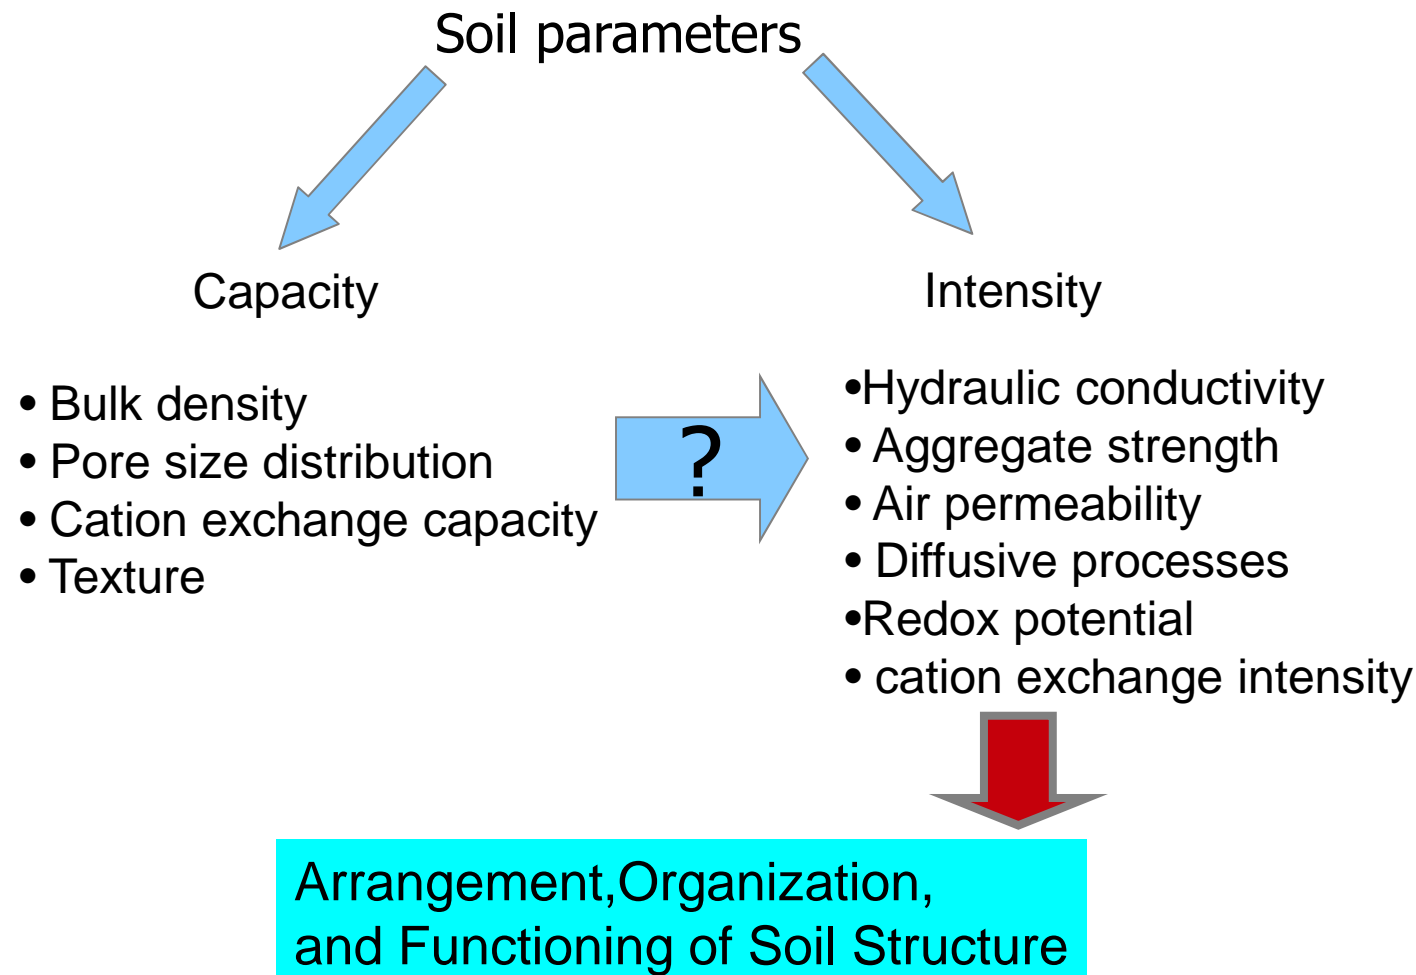 Soil parameters
Capacity
• Bulk density
• Pore size distribution
• Cation exchange capacity
• Texture
?
Intensity
•Hydraulic conductivity
• Aggregate strength
• Air permeability
• Diffusive processes
•Redox potential
• cation exchange intensity
Arrangement,Organization,
and Functioning of Soil Structure